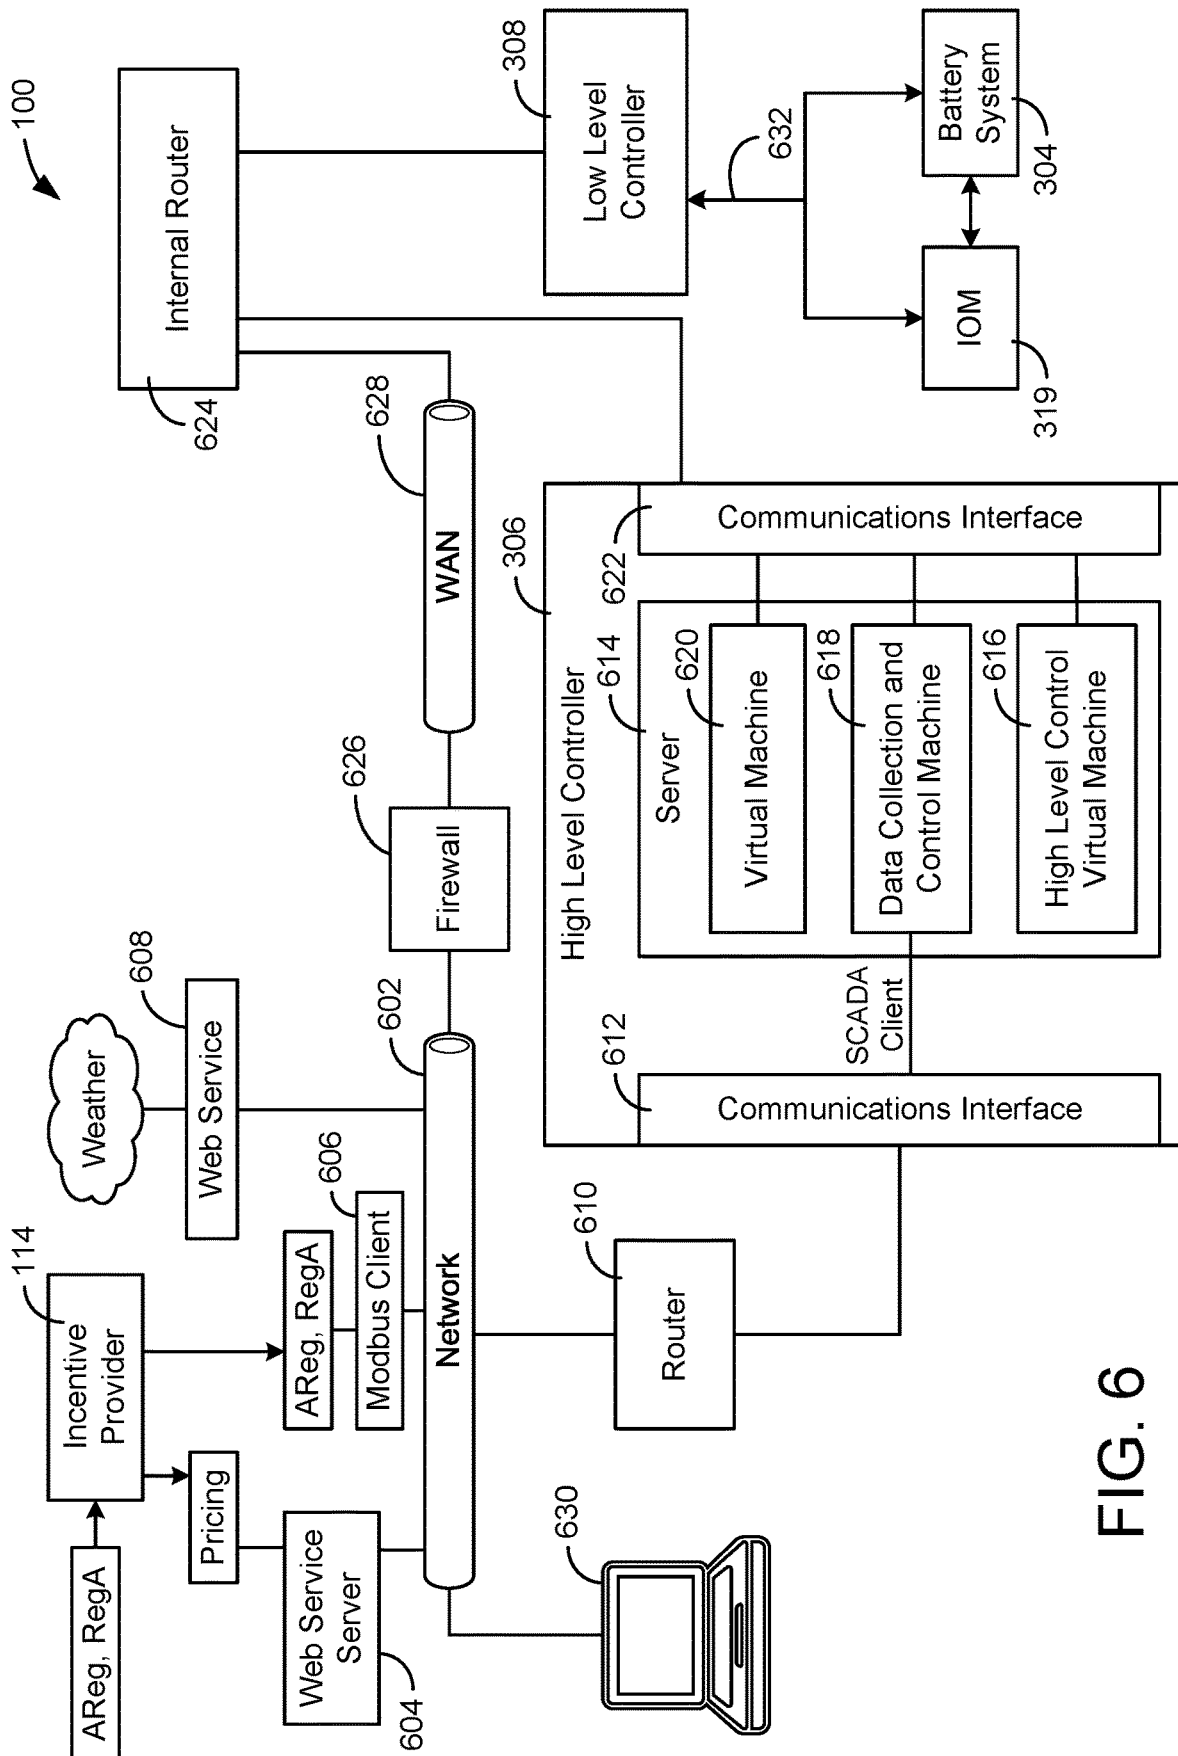 100
AReg, RegA
Incentive
Provider
114
Pricing
Web Service
Server
604
AReg, RegA
Modbus Client
606
Weather
Web Service
608
Network
602
630
Firewall
626
WAN
628
Internal Router
624
Router
610
High Level Controller
306
Communications Interface
612
SCADA
Client
Server
614
Virtual Machine
620
Data Collection and
Control Machine
618
High Level Control
Virtual Machine
616
Communications Interface
622
Low Level
Controller
308
632
IOM
319
Battery
System
304
FIG. 6